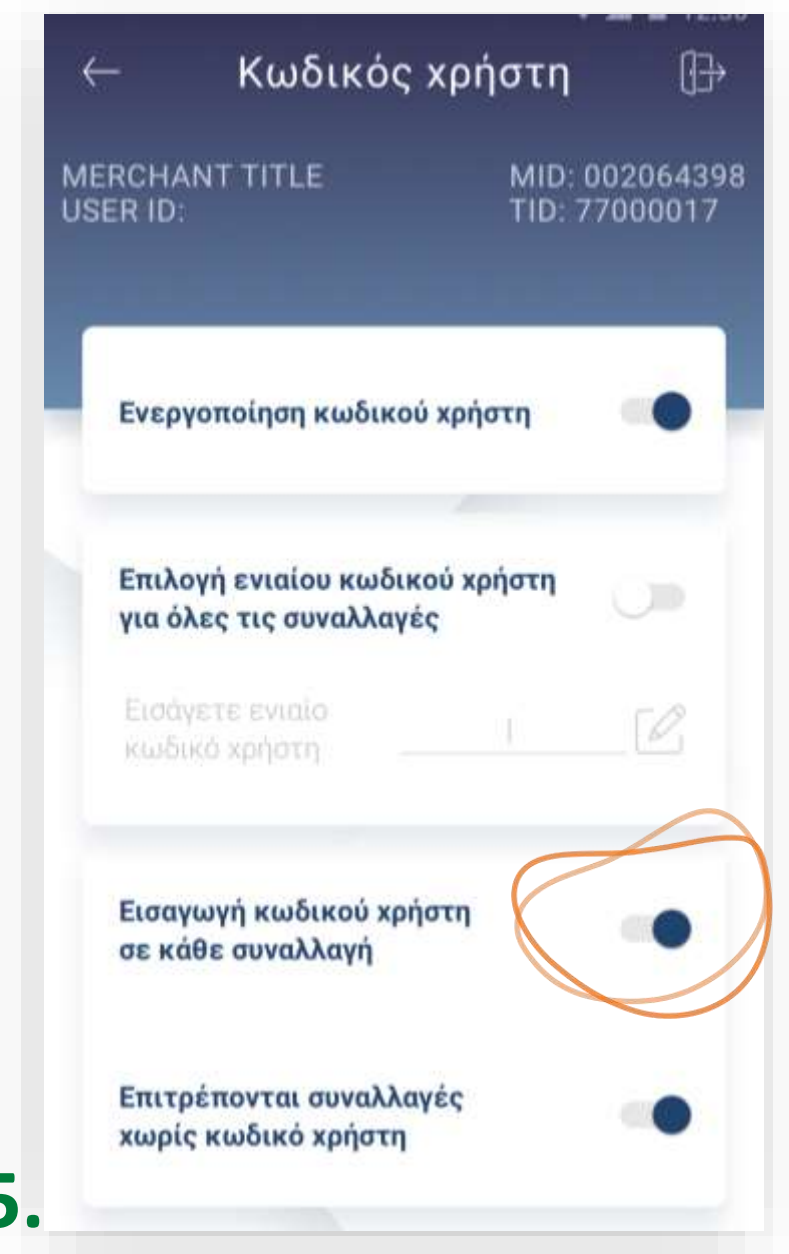 Κωδικός χρήστη
MERCHANT TITLE MID: 002064398
USER ID: TID: 77000017
Ενεργοποίηση κωδικού χρήστη
Επιλογή ενιαίου κωδικού χρήστη
για όλες τις συναλλαγές
Εισάγετε ενιαίο
κωδικό χρήστη
Εισαγωγή κωδικού χρήστη
σε κάθε συναλλαγή
Επιτρέπονται συναλλαγές
χωρίς κωδικό χρήστη
5.